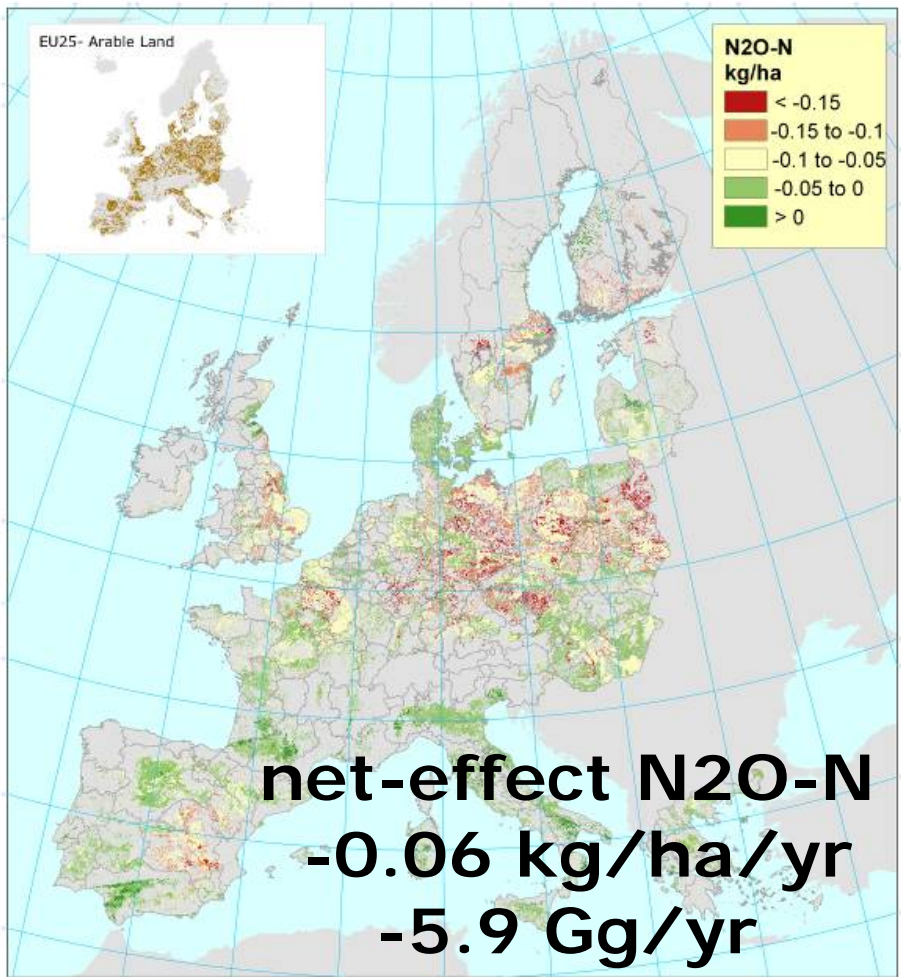 EU25- Arable Land
N2O-N
kg/ha
< -0.15
-0.15 to -0.1
-0.1 to -0.05
-0.05 to 0
> 0
net-effect N2O-N
-0.06 kg/ha/yr
-5.9 Gg/yr